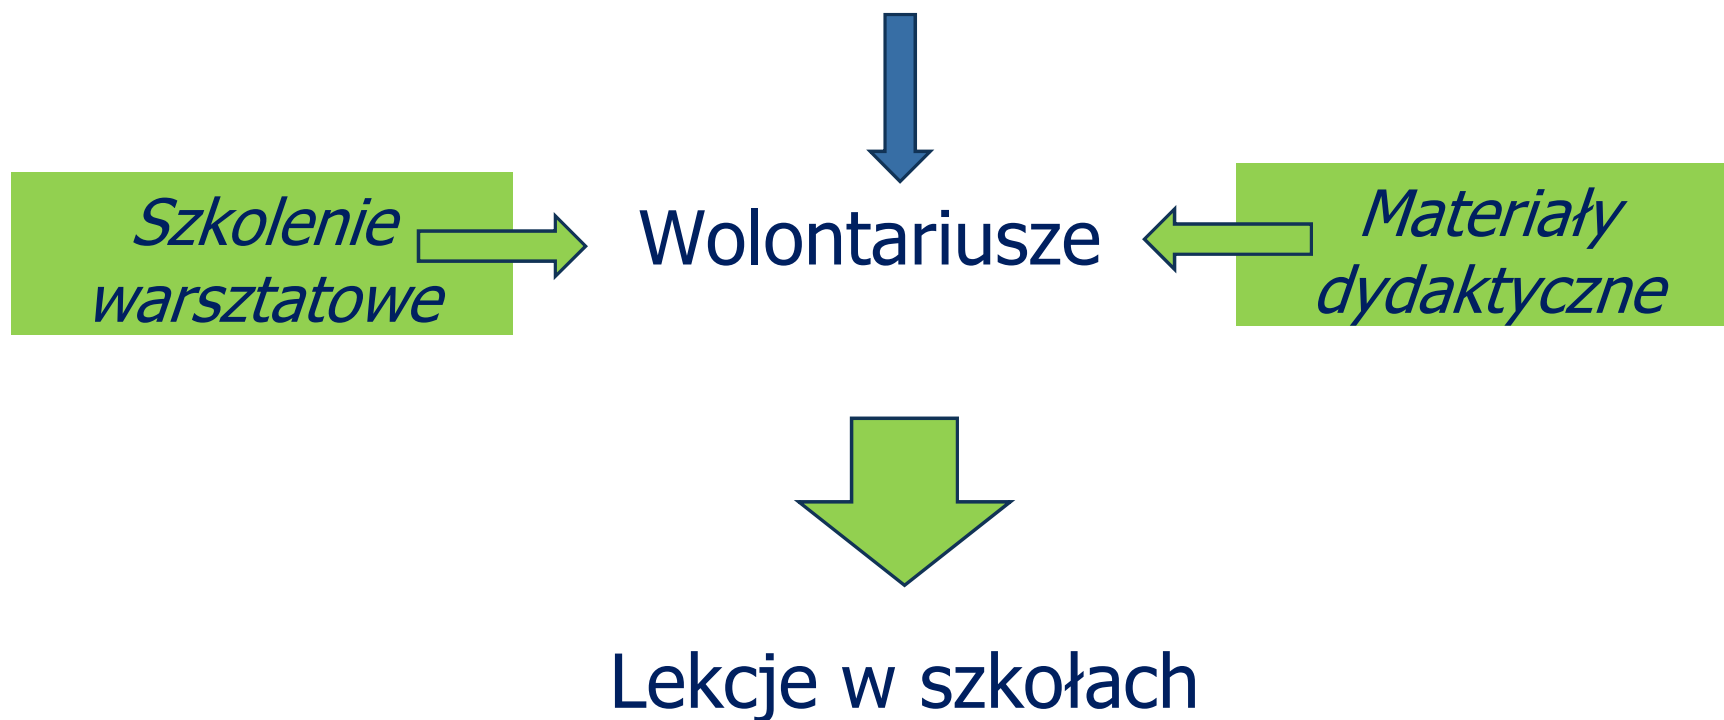 Szkolenie
warsztatowe
Wolontariusze
Materiały
dydaktyczne
Lekcje w szkołach